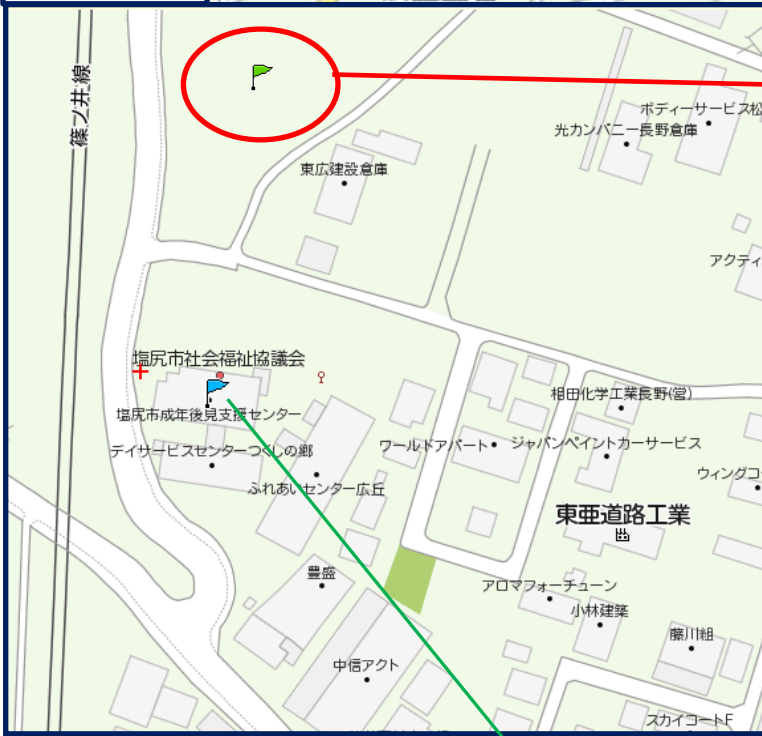 篠ノ井線
ボディーサービス松
光カンパニー長野倉庫
東広建設倉庫
アクティ
塩尻市社会福祉協議会
相田化学工業長野(営)
塩尻市成年後見支援センター
ワールドアパート
ジャパンペイントカーサービス
デイサービスセンターつくしの郷
ウィングコー
ふれあいセンター広丘
東亜道路工業
豊盛
アロマフォーチューン
小林建築
藤川組
中信アクト
スカイコートF